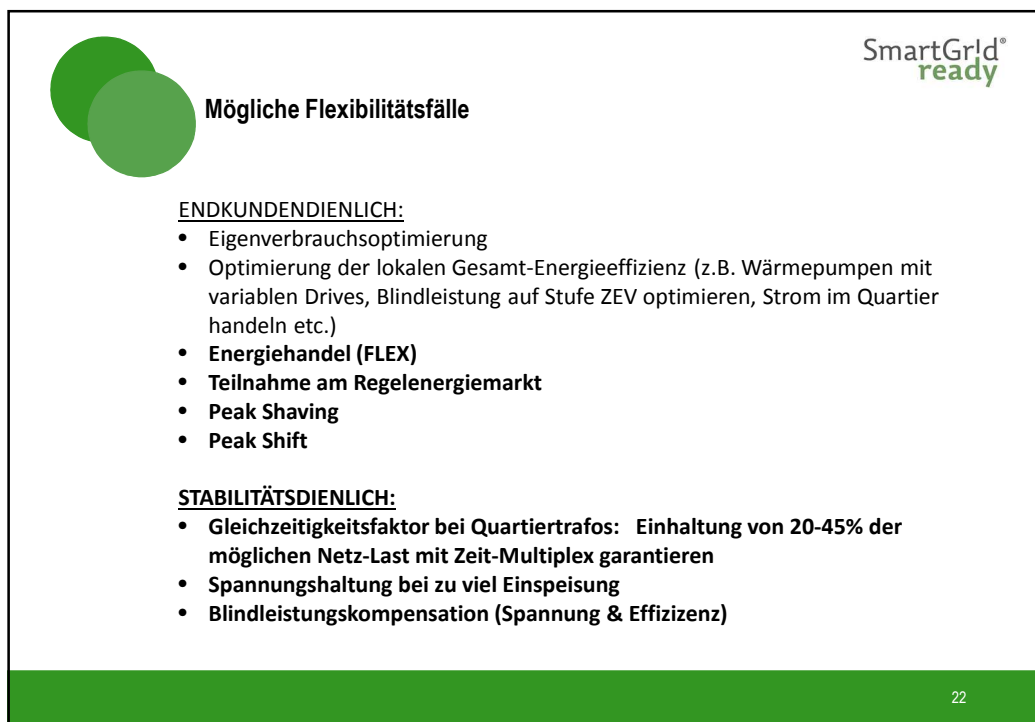 SmartGr!d®
ready
Mögliche Flexibilitätsfälle
ENDKUNDENDIENLICH:
• Eigenverbrauchsoptimierung
• Optimierung der lokalen Gesamt-Energieeffizienz (z.B. Wärmepumpen mit
variablen Drives, Blindleistung auf Stufe ZEV optimieren, Strom im Quartier
handeln etc.)
• Energiehandel (FLEX)
• Teilnahme am Regelenergiemarkt
• Peak Shaving
• Peak Shift
STABILITÄTSDIENLICH:
• Gleichzeitigkeitsfaktor bei Quartiertrafos: Einhaltung von 20-45% der
möglichen Netz-Last mit Zeit-Multiplex garantieren
• Spannungshaltung bei zu viel Einspeisung
• Blindleistungskompensation (Spannung & Effizizenz)
22